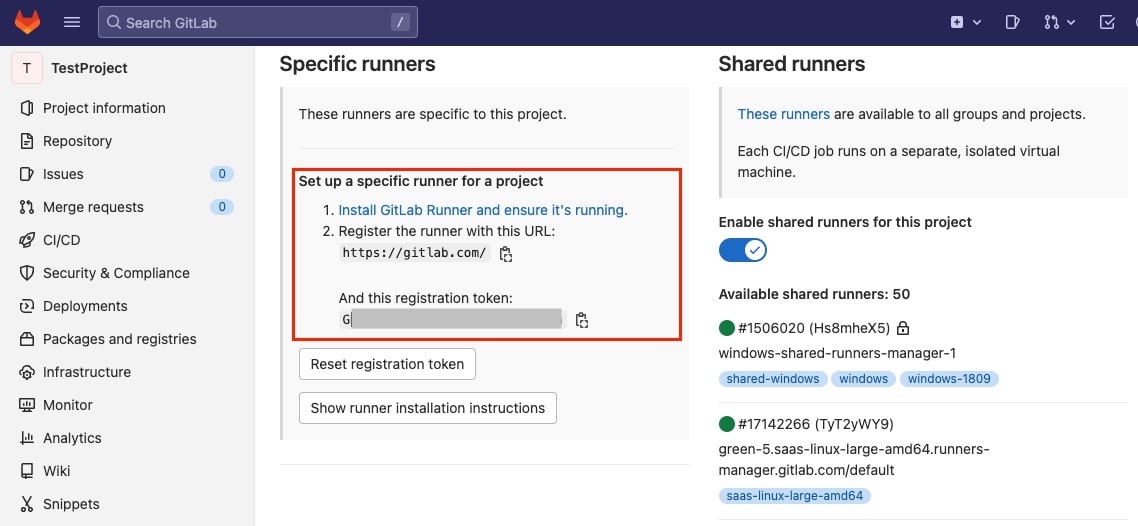 Search GitLab
/
T
TestProject
Project information
Repository
Issues
0
Merge requests
0
CI/CD
Security & Compliance
Deployments
Packages and registries
Infrastructure
Monitor
Analytics
Wiki
Snippets
Specific runners
These runners are specific to this project.
Set up a specific runner for a project
1. Install GitLab Runner and ensure it's running.
2. Register the runner with this URL:
https://gitlab.com/
And this registration token:
G
Reset registration token
Show runner installation instructions
Shared runners
These runners are available to all groups and projects.
Each CI/CD job runs on a separate, isolated virtual
machine.
Enable shared runners for this project
Available shared runners: 50
#1506020 (Hs8mheX5)
windows-shared-runners-manager-1
shared-windows windows windows-1809
#17142266 (TyT2yWY9)
green-5.saas-linux-large-amd64.runners-
manager.gitlab.com/default
saas-linux-large-amd64